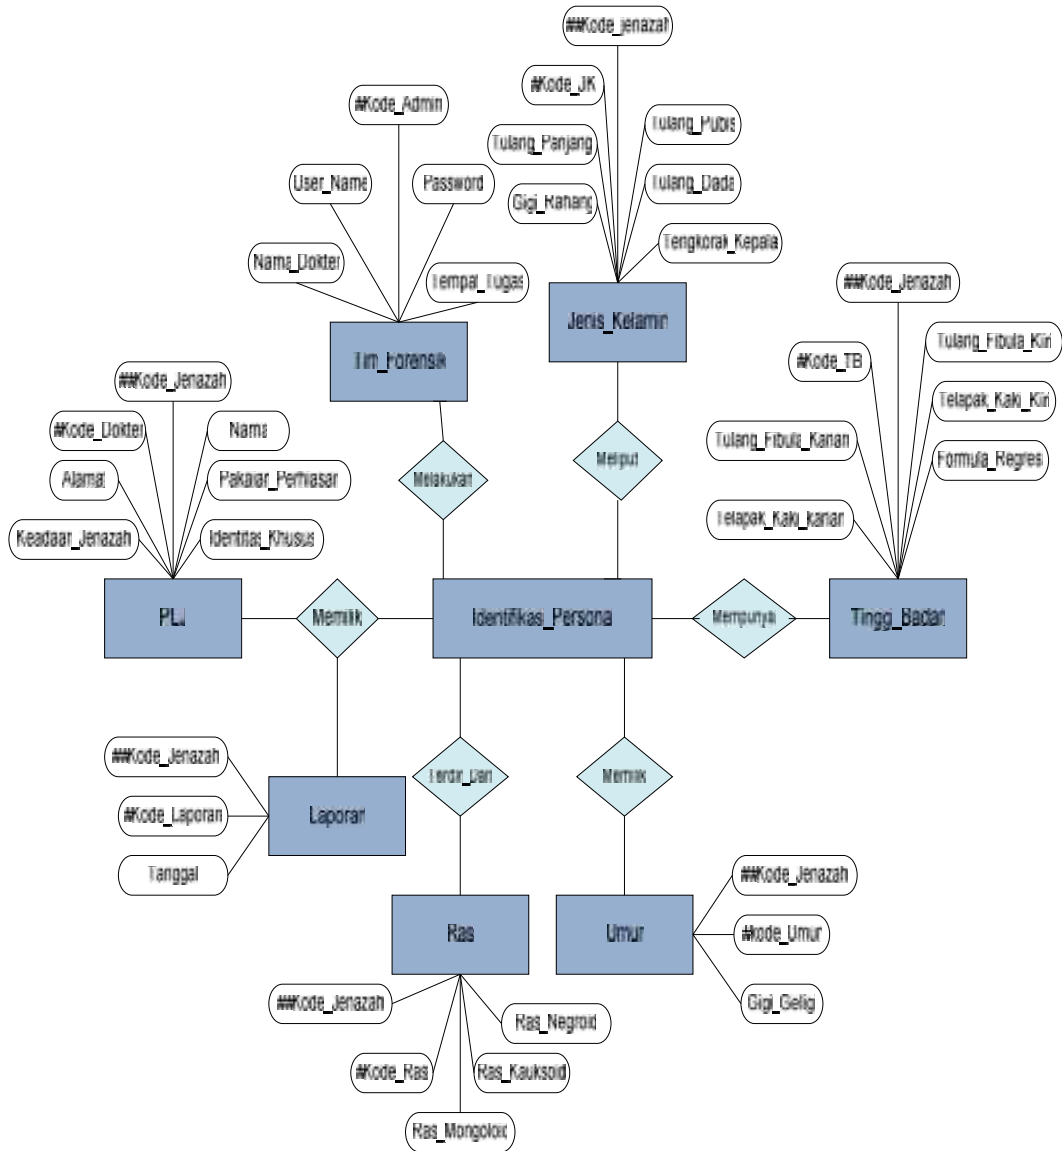 ##Kode_jenazah
#Kode_JK
#Kode_Admin
Tulang_Pubis
Tulang_Panjang
User_Name
Password
Tulang_Dada
Gigi_Rahang
Tengkorak_Kepala
Nama_Dokter
Tempat_Tugas
##Kode_Jenazah
Jenis_Kelamin
Tim_Forensik
Tulang_Fibula_Kiri
#Kode_TB
##Kode_Jenazah
Telapak_Kaki_Kiri
#Kode_Dokter
Nama
Tulang_Fibula_Kanan
Formula_Regresi
Alamat
Pakaian_Perhiasan
Melakukan
Meliputi
Telapak_Kaki_kanan
Keadaan_Jenazah
Identitas_Khusus
Memiliki
Identifikasi_Personal
Mempunyai
Tinggi_Badan
##Kode_Jenazah
Terdiri_Dari
Memiliki
#Kode_Laporan
Laporan
Tanggal
##Kode_Jenazah
Ras
Umur
#kode_Umur
##Kode_Jenazah
Gigi_Geligi
Ras_Negroid
#Kode_Ras
Ras_Kauksoid
Ras_Mongoloid